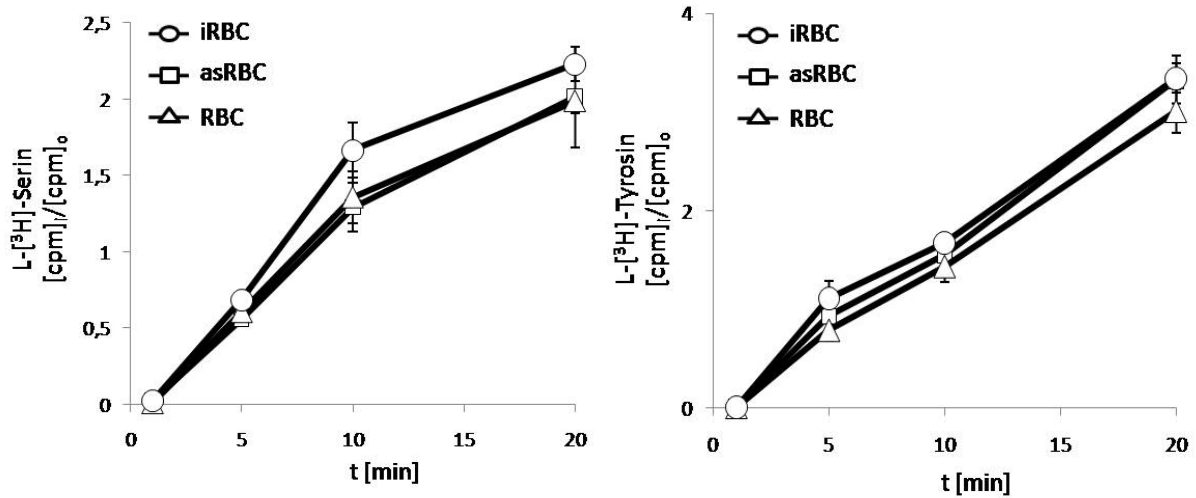 2,5
2
1,5
1
0,5
0
iRBC
asRBC
RBC
L-[³H]-Serin
[cpm]ᵢ/[cpm]ₒ
0
5
10
15
20
t [min]
4
2
0
iRBC
asRBC
RBC
L-[³H]-Tyrosin
[cpm]ᵢ/[cpm]ₒ
0
5
10
15
20
t [min]